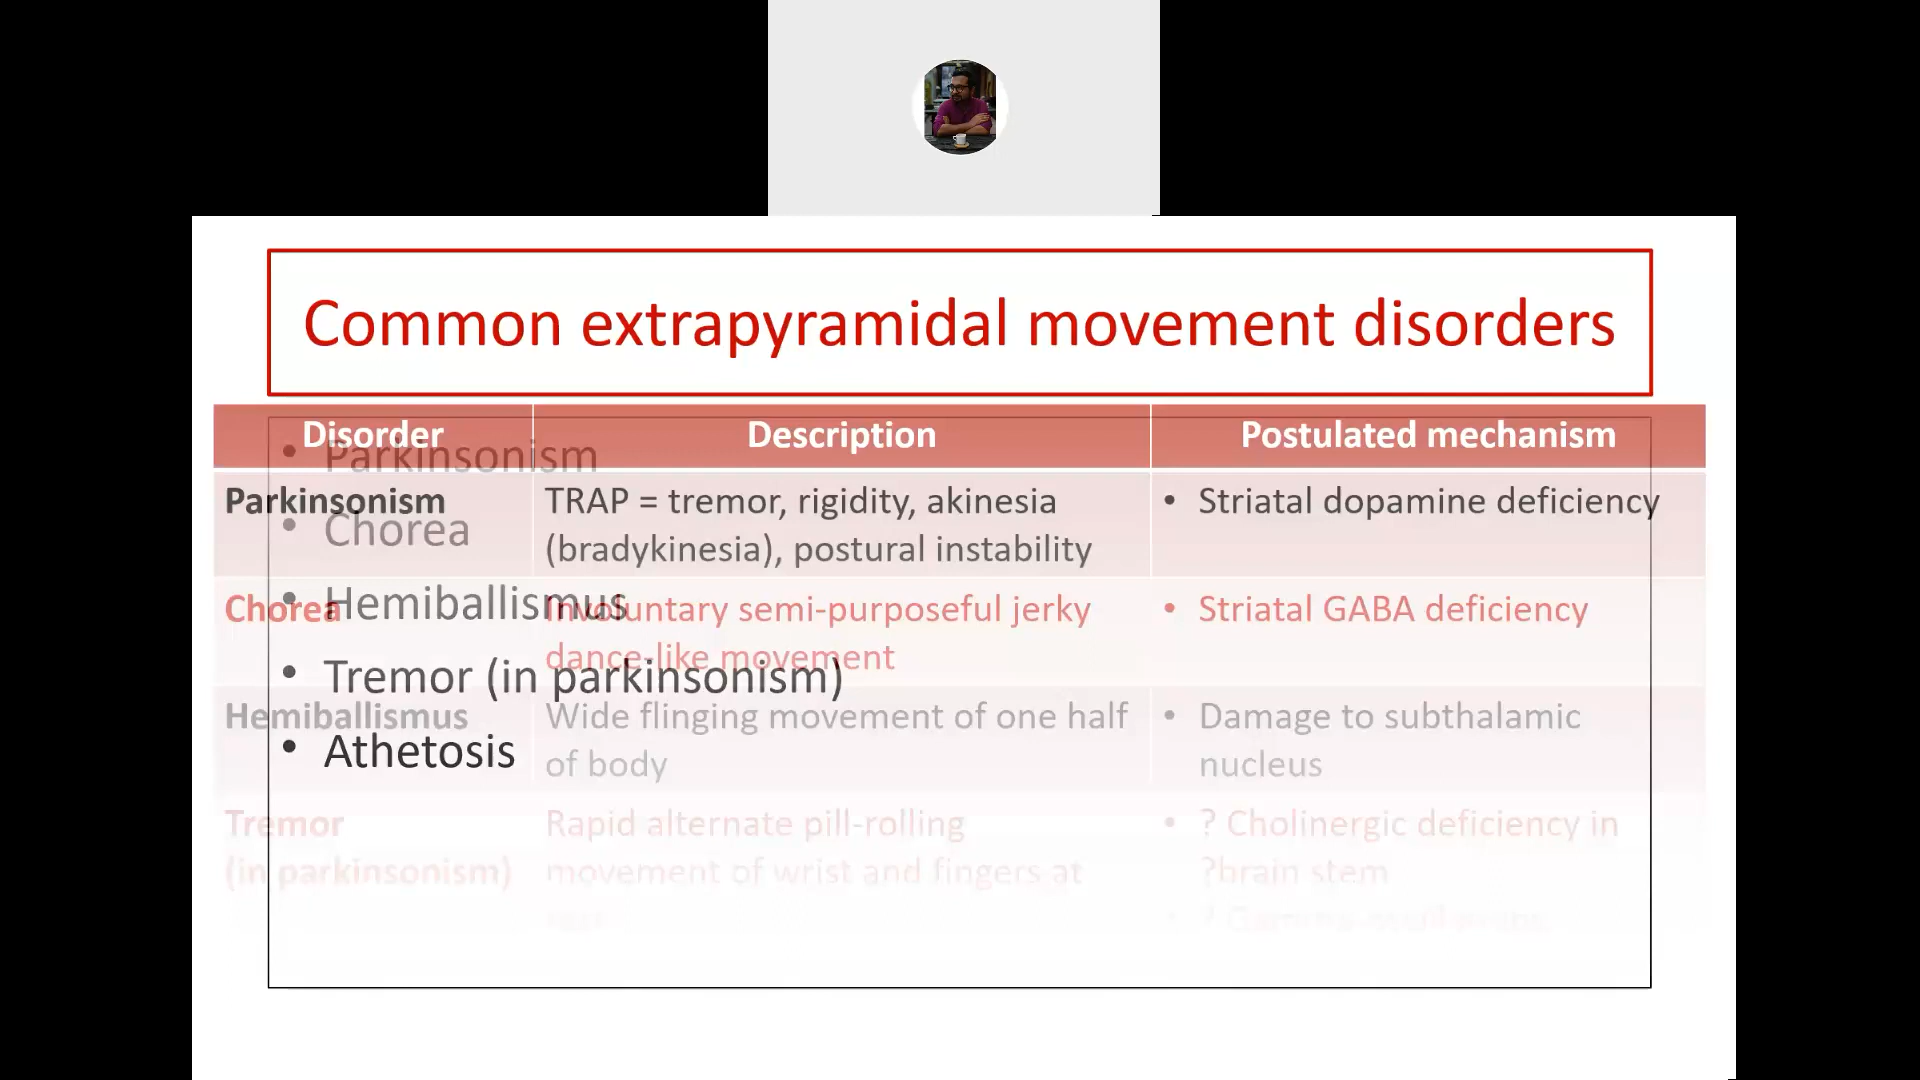 Common extrapyramidal movement disorders
Disorder Description Postulated mechanism
Parkinsonism TRAP = tremor, rigidity, akinesia • Striatal dopamine deficiency
(bradykinesia), postural instability
Chorea Involuntary semi-purposeful jerky • Striatal GABA deficiency
dance-like movement
Hemiballismus Wide flinging movement of one half • Damage to subthalamic
of body nucleus
Tremor Rapid alternate pill-rolling • ? Cholinergic deficiency in
(in parkinsonism) movement of wrist and fingers at ?brain stem
• Parkinsonism
• Chorea
• Hemiballismus
• Tremor (in parkinsonism)
• Athetosis